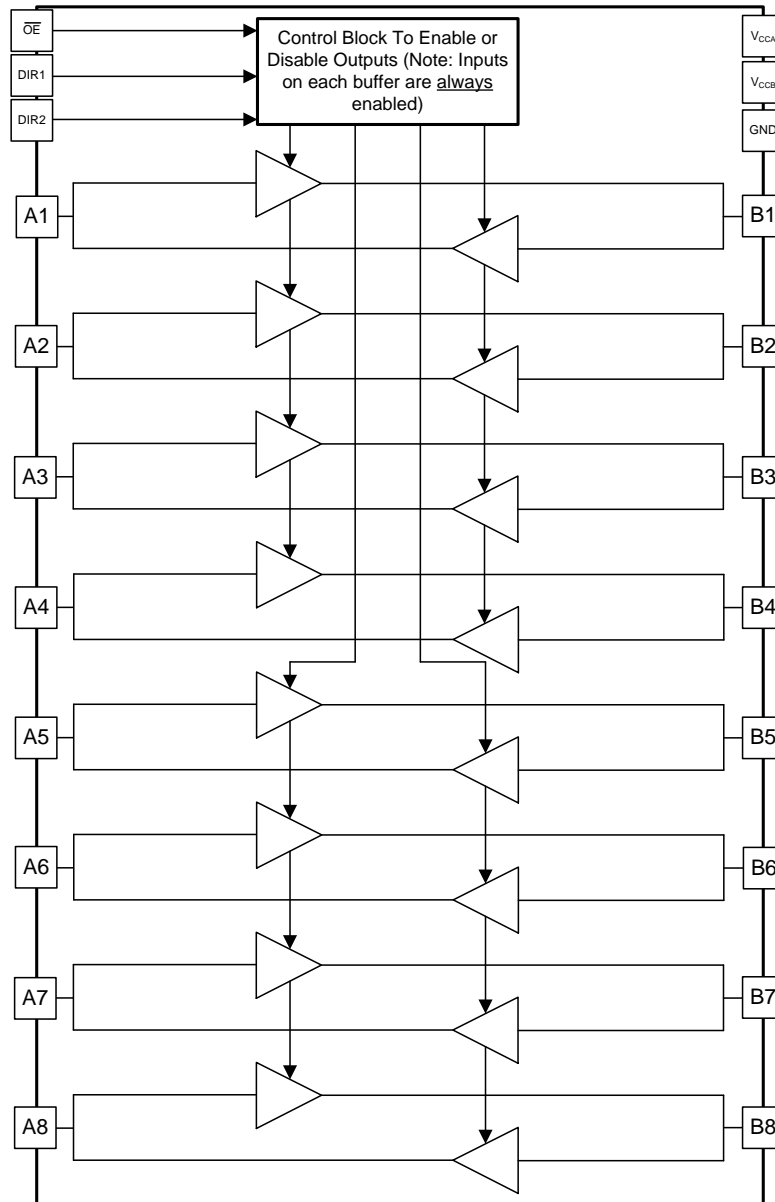 OE
DIR1
DIR2
Control Block To Enable or
Disable Outputs (Note: Inputs
on each buffer are always
enabled)
VCCA
VCCB
GND
A1
B1
A2
B2
A3
B3
A4
B4
A5
B5
A6
B6
A7
B7
A8
B8